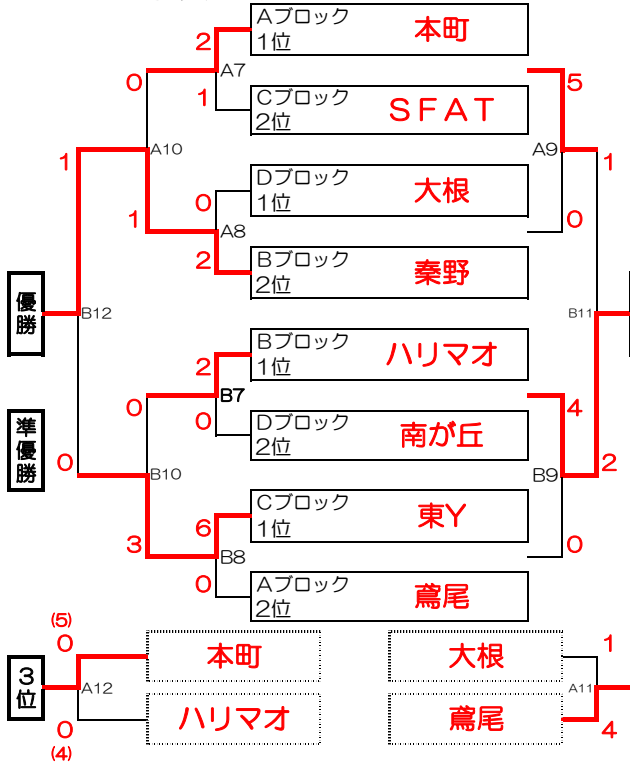 Aブロック
1位
本町
2
A7
0
1
5
Cブロック
2位
SFAT
A10
A9
1
1
Dブロック
1位
大根
0
1
0
A8
2
Bブロック
2位
秦野
優勝
B12
B11
Bブロック
1位
ハリマオ
2
B7
0
0
4
Dブロック
2位
南が丘
準優勝
0
B10
B9
2
Cブロック
1位
東Y
6
3
B8
0
0
Aブロック
2位
鳶尾
(5)
0
本町
大根
1
3位
A12
A11
0
(4)
ハリマオ
鳶尾
4